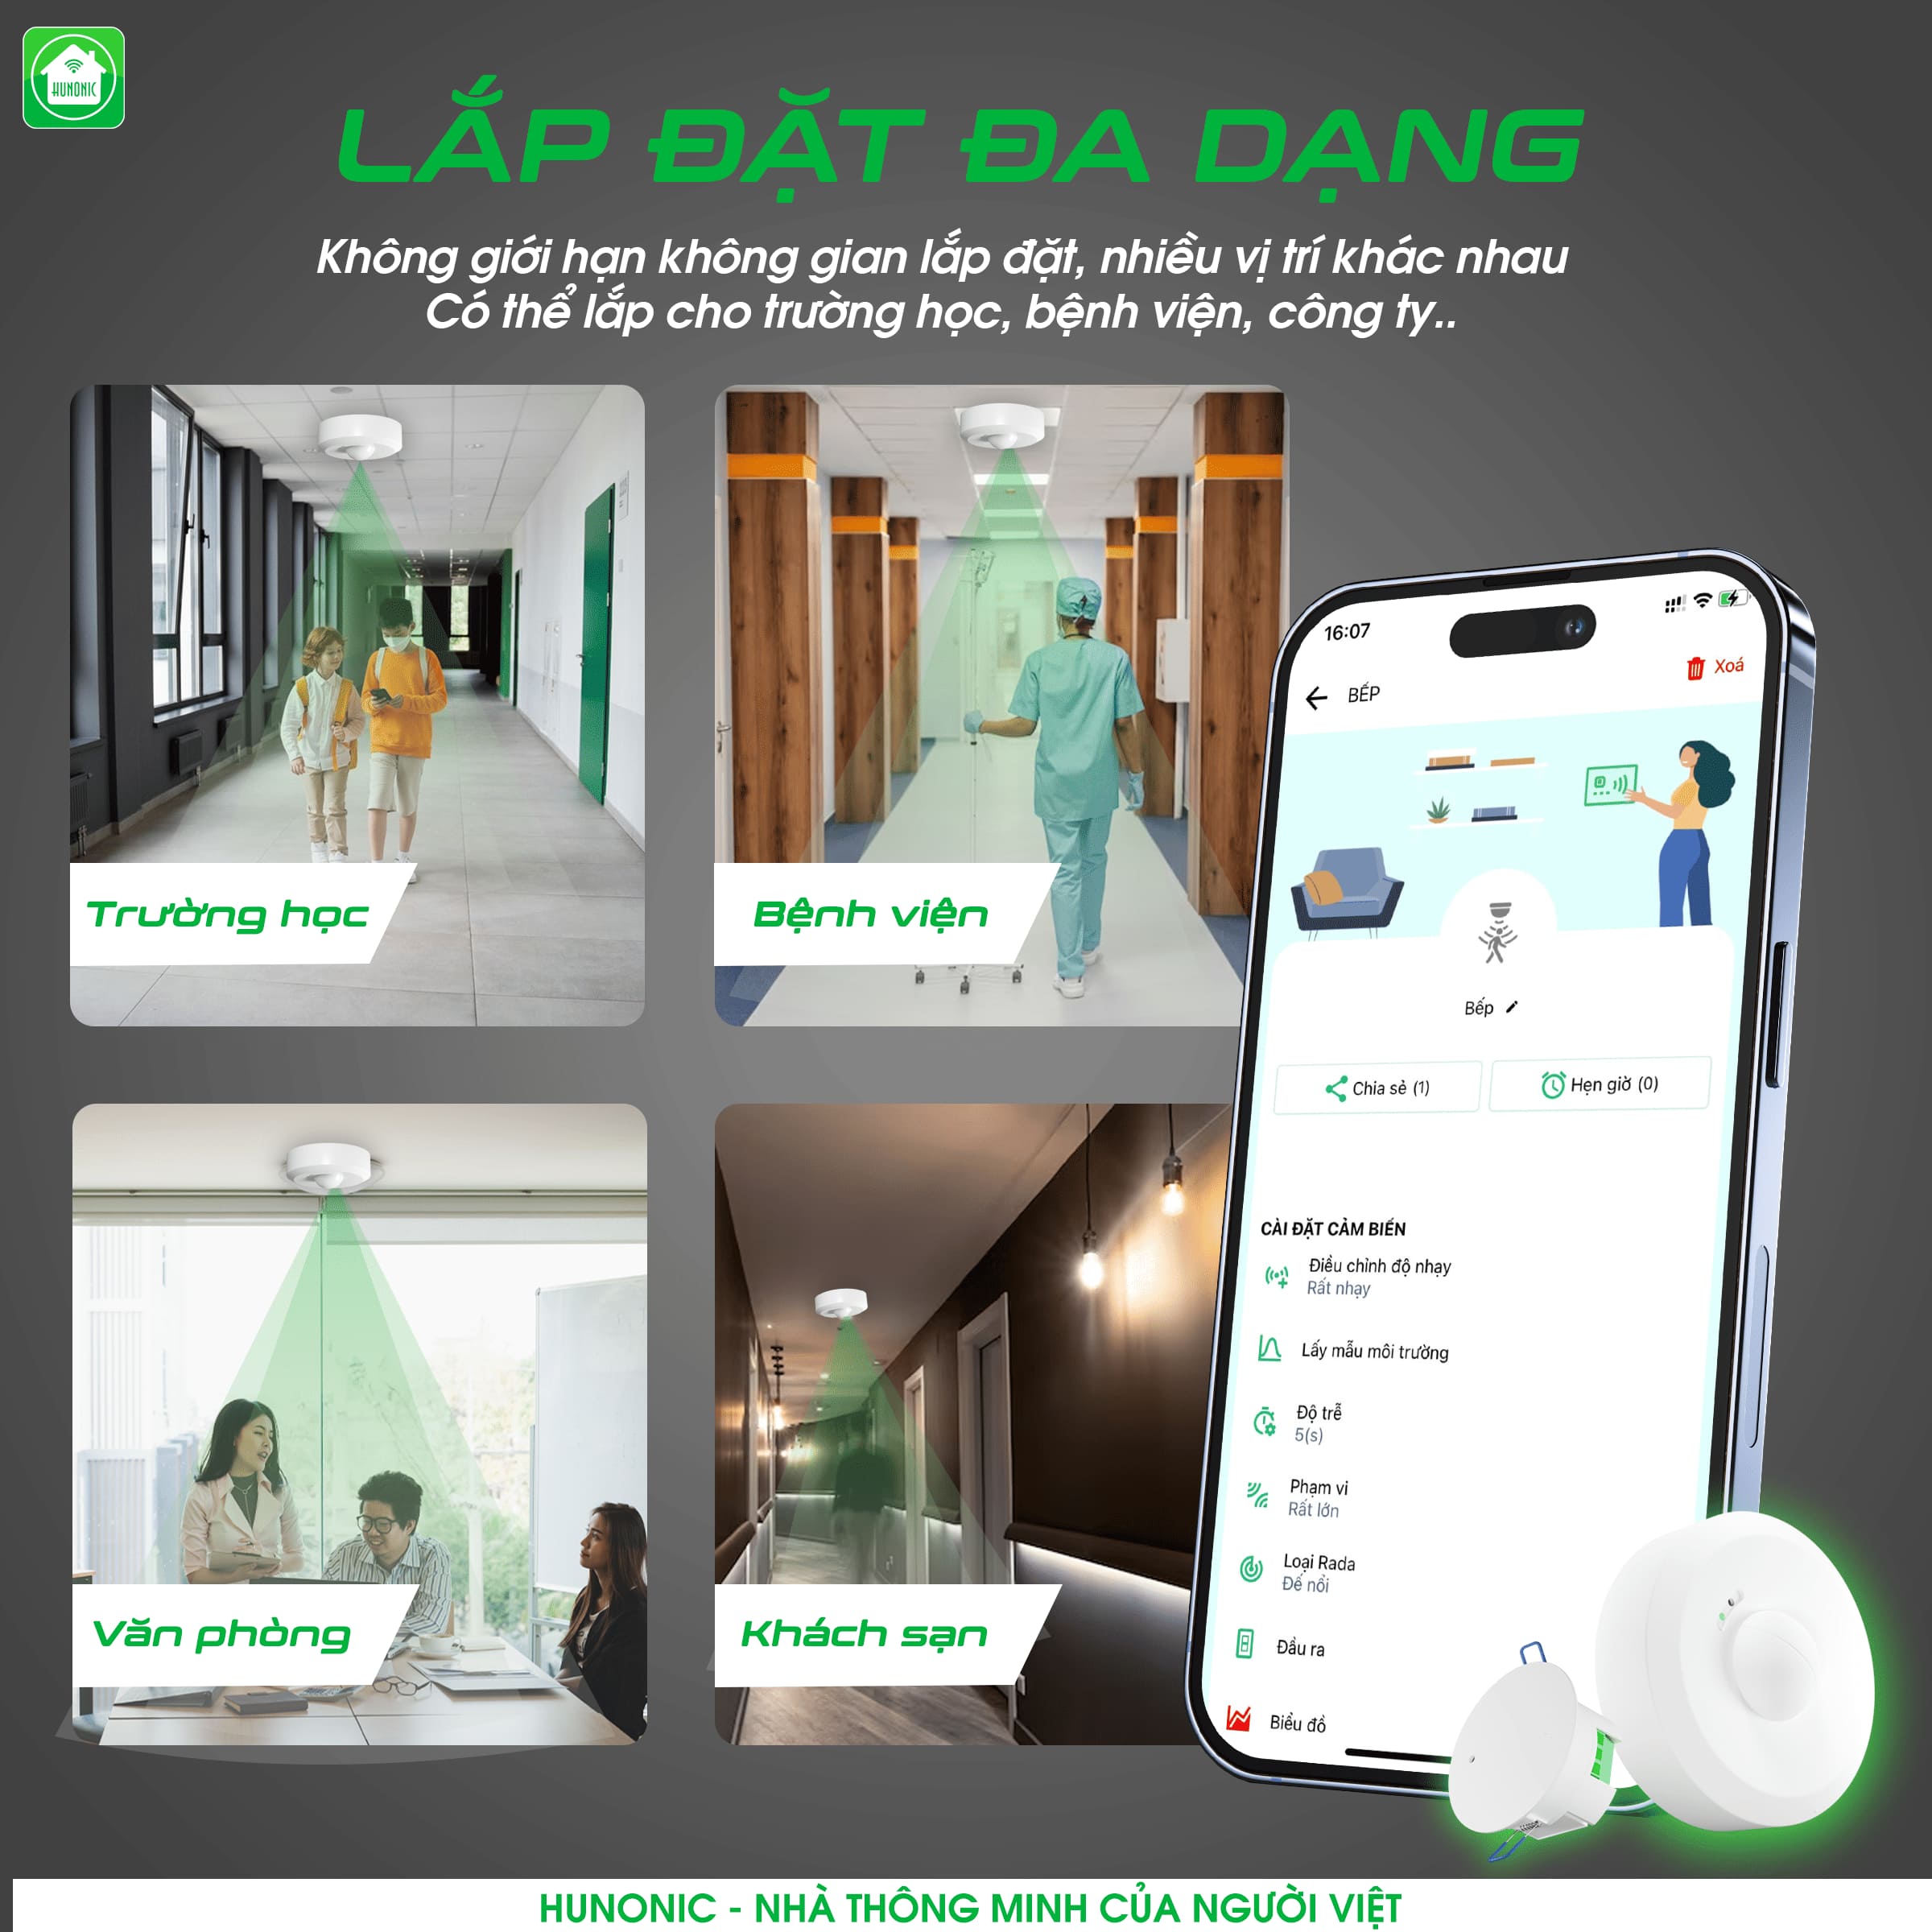 HUNONIC
LẮP ĐẶT ĐA DẠNG
Không giới hạn không gian lắp đặt, nhiều vị trí khác nhau
Có thể lắp cho trường học, bệnh viện, công ty..
Trường học
Bệnh viện
Văn phòng
Khách sạn
16:07
BẾP
Xoá
Bếp
Chia sẻ (1)
Hẹn giờ (0)
CÀI ĐẶT CẢM BIẾN
Điều chỉnh độ nhạy
Rất nhạy
Lấy mẫu môi trường
Độ trễ
5(s)
Phạm vi
Rất lớn
Loại Rada
Đế nổi
Đầu ra
Biểu đồ
HUNONIC - NHÀ THÔNG MINH CỦA NGƯỜI VIỆT